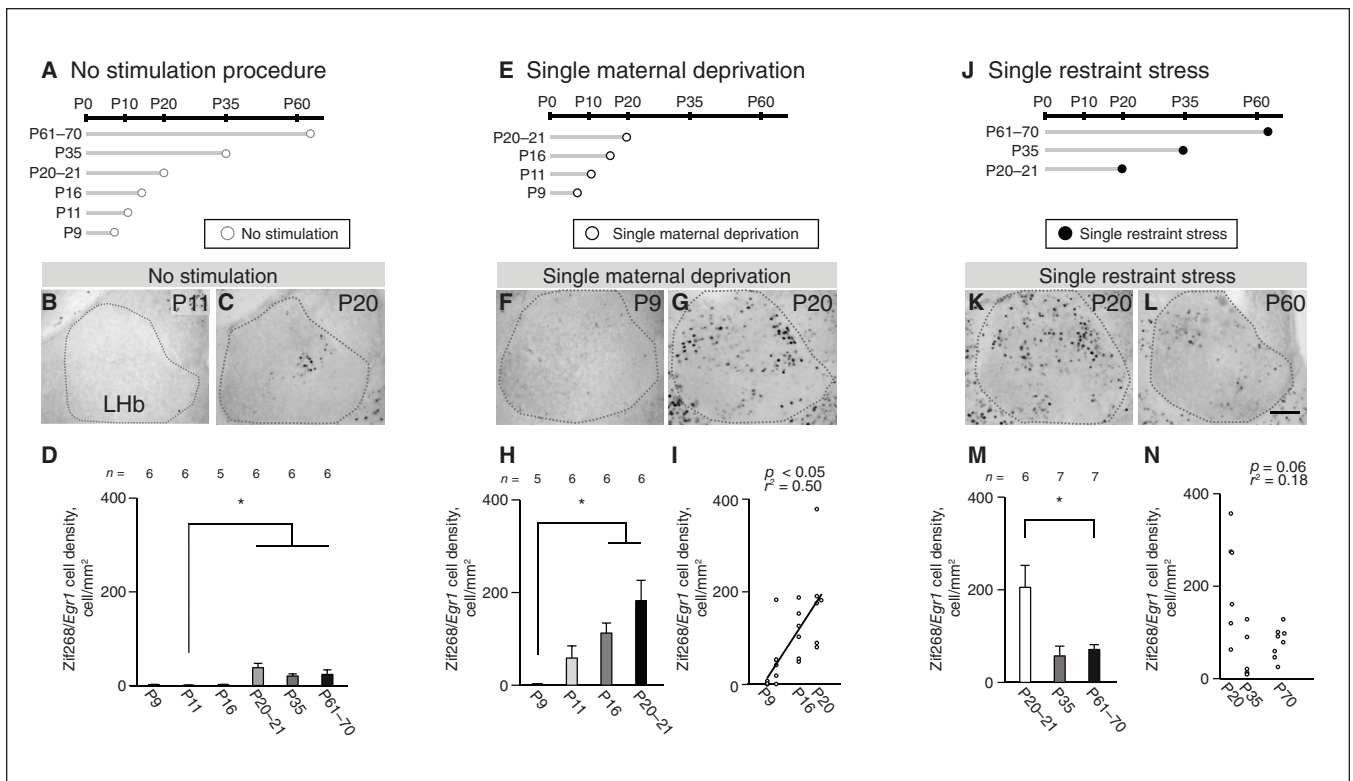 A No stimulation procedure
P0 P10 P20 P35 P60
P61–70
P35
P20–21
P16
P11
P9
No stimulation
No stimulation
B P11
LHb
C P20
D
n = 6 6 5 6 6 6
*
Zif268/Egr1 cell density,
cell/mm²
400
200
0
P9 P11 P16 P20–21 P35 P61–70
E Single maternal deprivation
P0 P10 P20 P35 P60
P20–21
P16
P11
P9
Single maternal deprivation
Single maternal deprivation
F P9
G P20
H
n = 5 6 6 6
*
Zif268/Egr1 cell density,
cell/mm²
400
200
0
P9 P11 P16 P20–21
I
p < 0.05
r² = 0.50
Zif268/Egr1 cell density,
cell/mm²
400
200
0
P9 P16 P20
J Single restraint stress
P0 P10 P20 P35 P60
P61–70
P35
P20–21
Single restraint stress
Single restraint stress
K P20
L P60
M
n = 6 7 7
*
Zif268/Egr1 cell density,
cell/mm²
400
200
0
P20–21 P35 P61–70
N
p = 0.06
r² = 0.18
Zif268/Egr1 cell density,
cell/mm²
400
200
0
P20 P35 P70